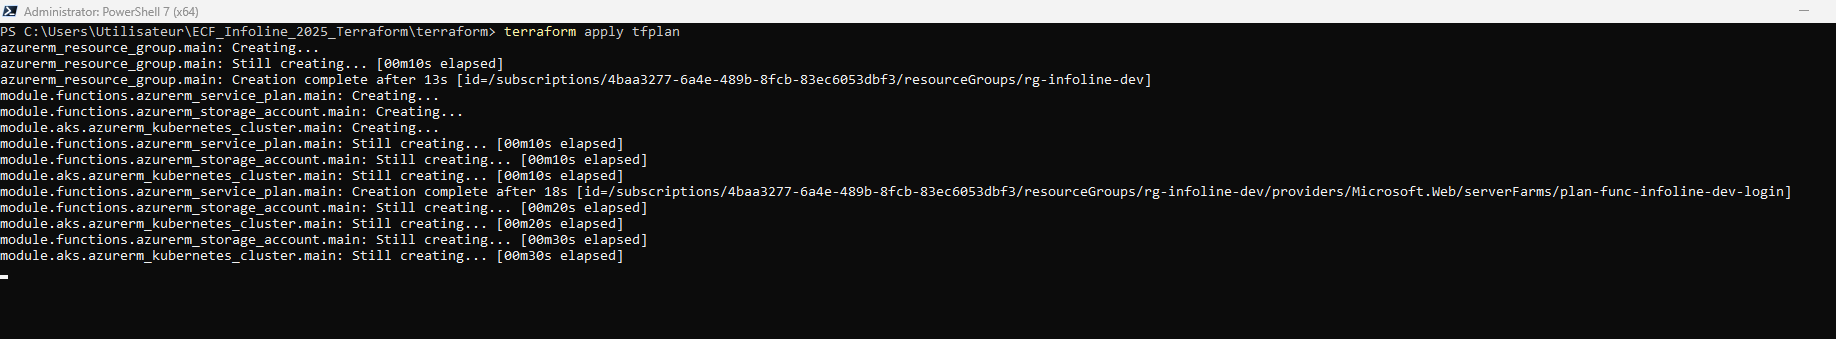 Administrator: PowerShell 7 (x64)
PS C:\Users\Utilisateur\ECF_Infoline_2025_Terraform\terraform> terraform apply tfplan
azurerm_resource_group.main: Creating...
azurerm_resource_group.main: Still creating... [00m10s elapsed]
azurerm_resource_group.main: Creation complete after 13s [id=/subscriptions/4baa3277-6a4e-489b-8fcb-83ec6053dbf3/resourceGroups/rg-infoline-dev]
module.functions.azurerm_service_plan.main: Creating...
module.functions.azurerm_storage_account.main: Creating...
module.aks.azurerm_kubernetes_cluster.main: Creating...
module.functions.azurerm_service_plan.main: Still creating... [00m10s elapsed]
module.functions.azurerm_storage_account.main: Still creating... [00m10s elapsed]
module.aks.azurerm_kubernetes_cluster.main: Still creating... [00m10s elapsed]
module.functions.azurerm_service_plan.main: Creation complete after 18s [id=/subscriptions/4baa3277-6a4e-489b-8fcb-83ec6053dbf3/resourceGroups/rg-infoline-dev/providers/Microsoft.Web/serverFarms/plan-func-infoline-dev-login]
module.functions.azurerm_storage_account.main: Still creating... [00m20s elapsed]
module.aks.azurerm_kubernetes_cluster.main: Still creating... [00m20s elapsed]
module.functions.azurerm_storage_account.main: Still creating... [00m30s elapsed]
module.aks.azurerm_kubernetes_cluster.main: Still creating... [00m30s elapsed]